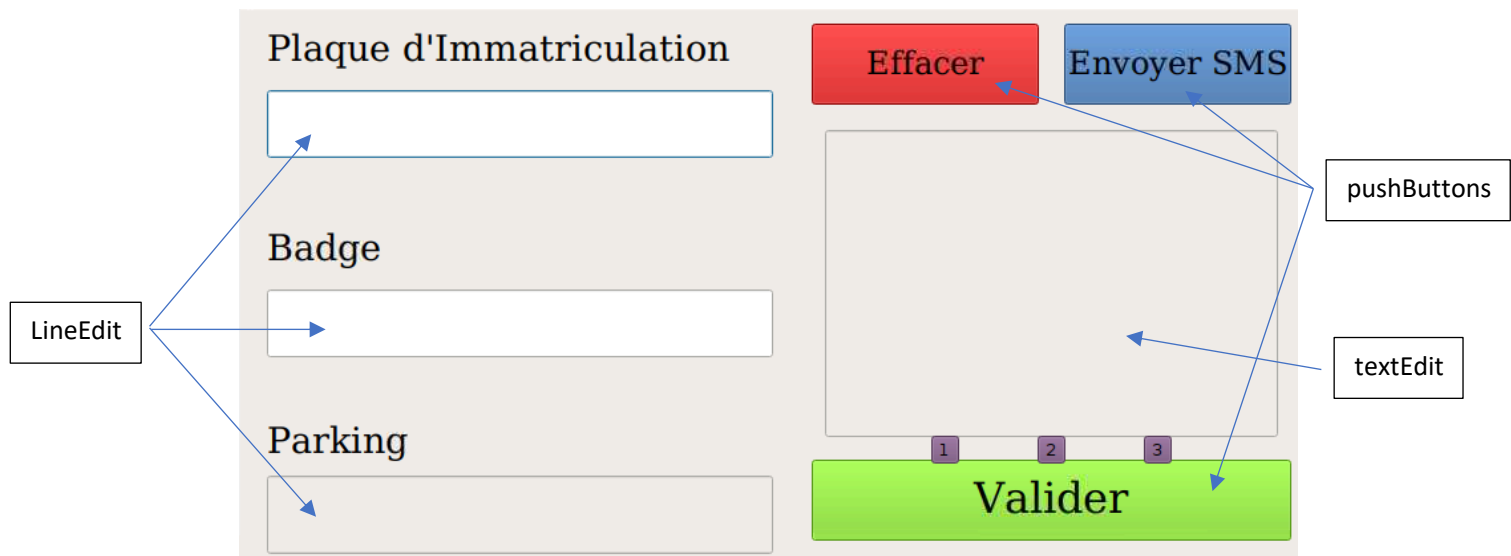 Plaque d'Immatriculation
Effacer
Envoyer SMS
pushButtons
Badge
LineEdit
textEdit
Parking
1
2
3
Valider